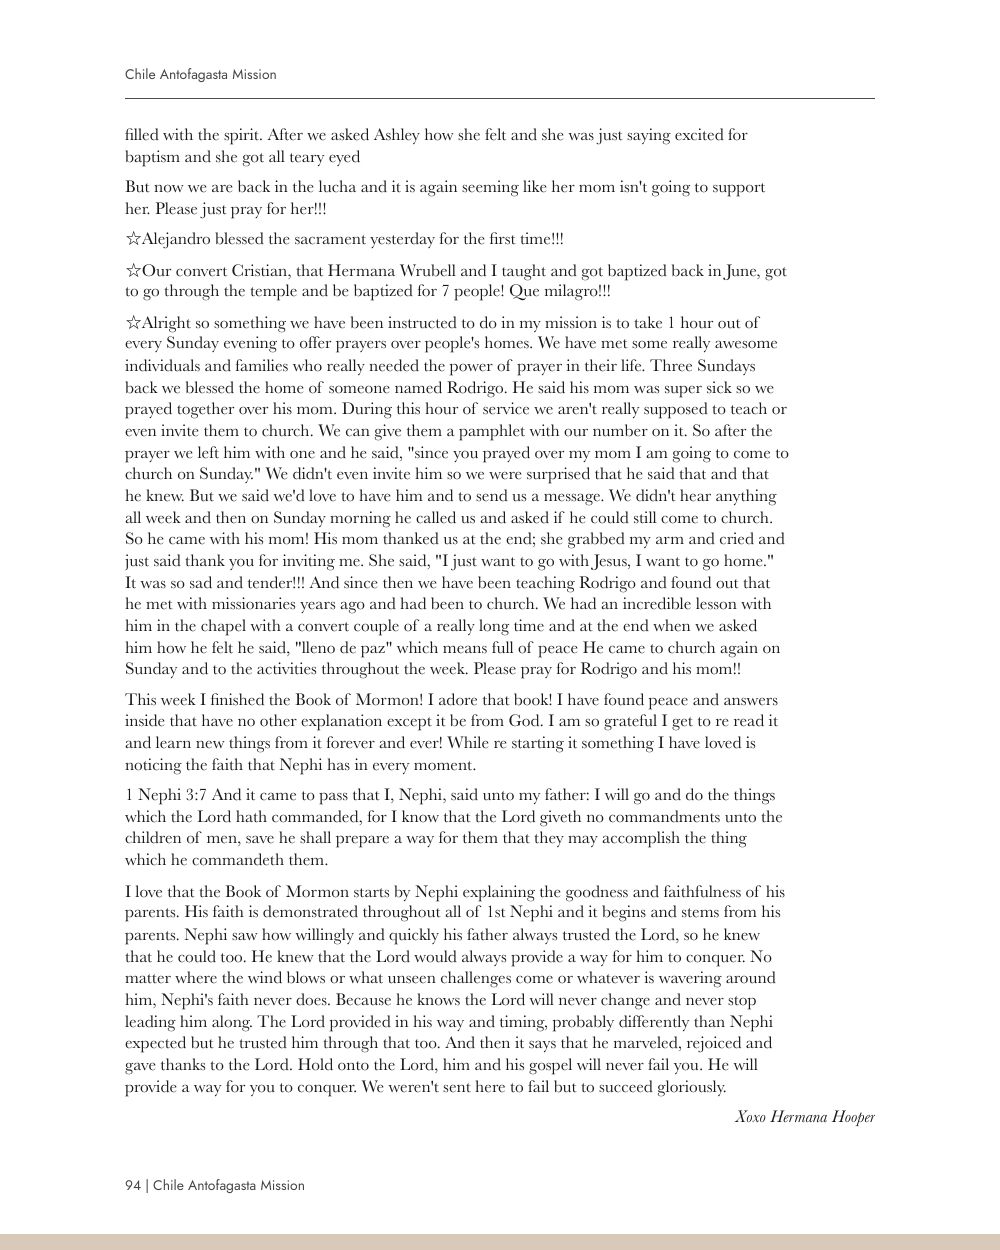 Chile Antofagasta Mission
filled with the spirit. After we asked Ashley how she felt and she was just saying excited for
baptism and she got all teary eyed
But now we are back in the lucha and it is again seeming like her mom isn't going to support
her. Please just pray for her!!!
☆Alejandro blessed the sacrament yesterday for the first time!!!
☆Our convert Cristian, that Hermana Wrubell and I taught and got baptized back in June, got
to go through the temple and be baptized for 7 people! Que milagro!!!
☆Alright so something we have been instructed to do in my mission is to take 1 hour out of
every Sunday evening to offer prayers over people's homes. We have met some really awesome
individuals and families who really needed the power of prayer in their life. Three Sundays
back we blessed the home of someone named Rodrigo. He said his mom was super sick so we
prayed together over his mom. During this hour of service we aren't really supposed to teach or
even invite them to church. We can give them a pamphlet with our number on it. So after the
prayer we left him with one and he said, "since you prayed over my mom I am going to come to
church on Sunday." We didn't even invite him so we were surprised that he said that and that
he knew. But we said we'd love to have him and to send us a message. We didn't hear anything
all week and then on Sunday morning he called us and asked if he could still come to church.
So he came with his mom! His mom thanked us at the end; she grabbed my arm and cried and
just said thank you for inviting me. She said, "I just want to go with Jesus, I want to go home."
It was so sad and tender!!! And since then we have been teaching Rodrigo and found out that
he met with missionaries years ago and had been to church. We had an incredible lesson with
him in the chapel with a convert couple of a really long time and at the end when we asked
him how he felt he said, "lleno de paz" which means full of peace He came to church again on
Sunday and to the activities throughout the week. Please pray for Rodrigo and his mom!!
This week I finished the Book of Mormon! I adore that book! I have found peace and answers
inside that have no other explanation except it be from God. I am so grateful I get to re read it
and learn new things from it forever and ever! While re starting it something I have loved is
noticing the faith that Nephi has in every moment.
1 Nephi 3:7 And it came to pass that I, Nephi, said unto my father: I will go and do the things
which the Lord hath commanded, for I know that the Lord giveth no commandments unto the
children of men, save he shall prepare a way for them that they may accomplish the thing
which he commandeth them.
I love that the Book of Mormon starts by Nephi explaining the goodness and faithfulness of his
parents. His faith is demonstrated throughout all of 1st Nephi and it begins and stems from his
parents. Nephi saw how willingly and quickly his father always trusted the Lord, so he knew
that he could too. He knew that the Lord would always provide a way for him to conquer. No
matter where the wind blows or what unseen challenges come or whatever is wavering around
him, Nephi's faith never does. Because he knows the Lord will never change and never stop
leading him along. The Lord provided in his way and timing, probably differently than Nephi
expected but he trusted him through that too. And then it says that he marveled, rejoiced and
gave thanks to the Lord. Hold onto the Lord, him and his gospel will never fail you. He will
provide a way for you to conquer. We weren't sent here to fail but to succeed gloriously.
Xoxo Hermana Hooper
94 | Chile Antofagasta Mission